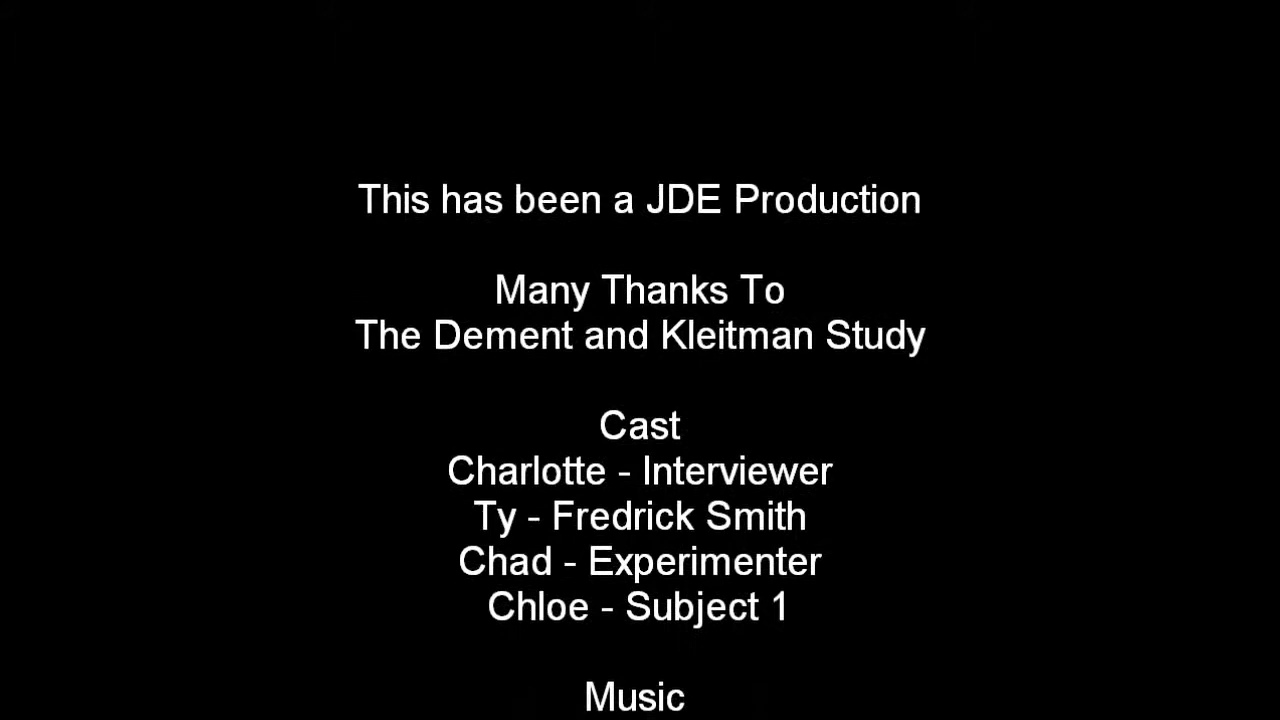 This has been a JDE Production
Many Thanks To
The Dement and Kleitman Study
Cast
Charlotte - Interviewer
Ty - Fredrick Smith
Chad - Experimenter
Chloe - Subject 1
Music